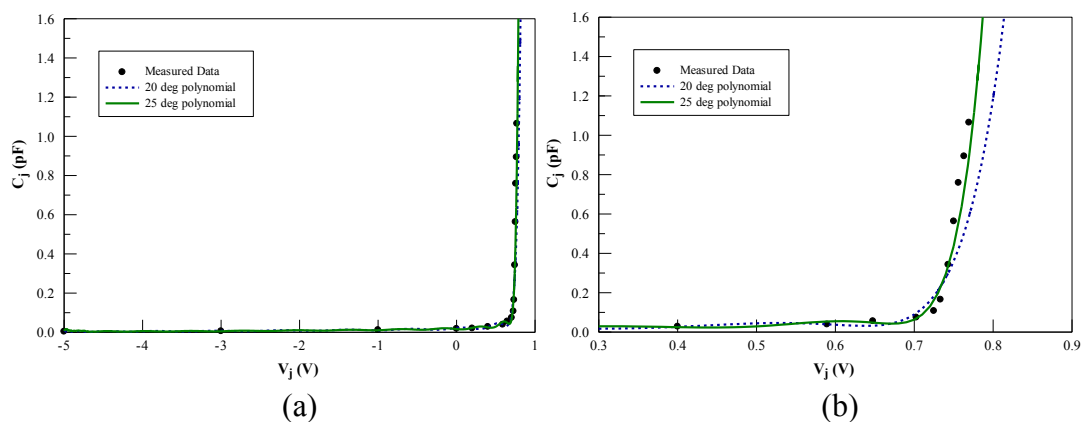 1.6
1.4
1.2
1.0
0.8
0.6
0.4
0.2
0.0
Cj (pF)
Measured Data
20 deg polynomial
25 deg polynomial
-5 -4 -3 -2 -1 0 1
Vj (V)
(a)
1.6
1.4
1.2
1.0
0.8
0.6
0.4
0.2
0.0
Cj (pF)
Measured Data
20 deg polynomial
25 deg polynomial
0.3 0.4 0.5 0.6 0.7 0.8 0.9
Vj (V)
(b)